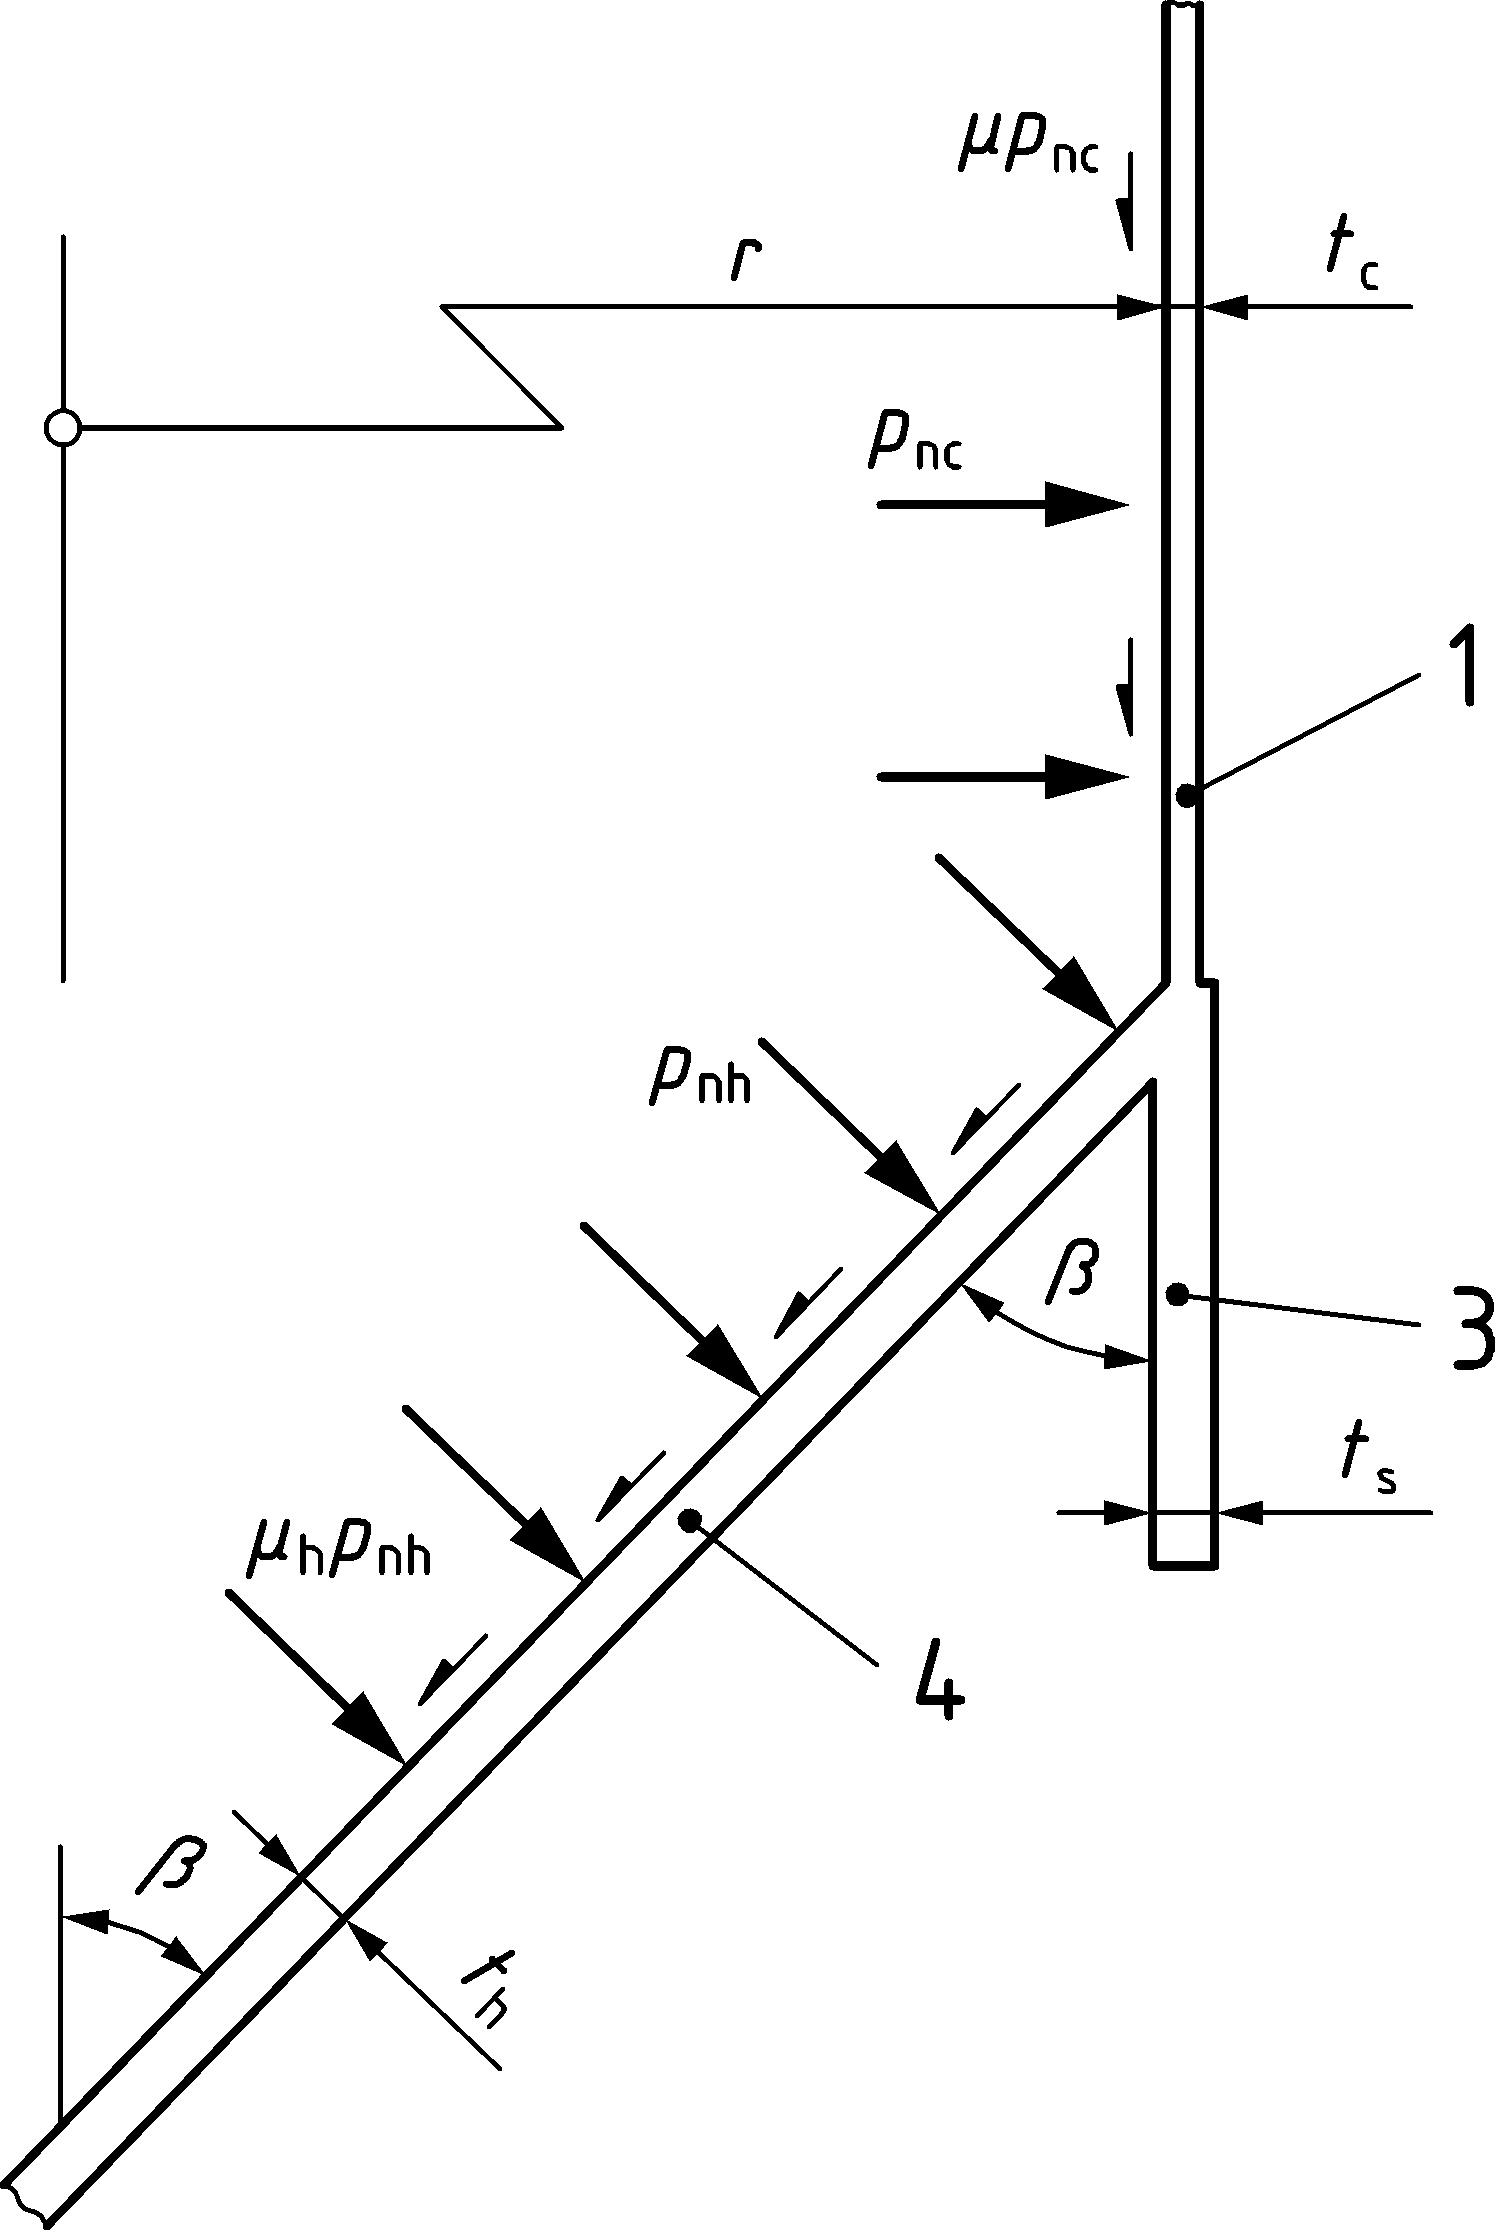 μp_nc
r
t_c
p_nc
1
p_nh
β
3
t_s
μ_h p_nh
4
β
t_h